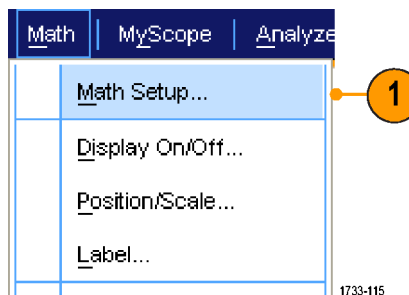 Math | MyScope | Analyze
Math Setup...
1
Display On/Off...
Position/Scale...
Label...
1733-115